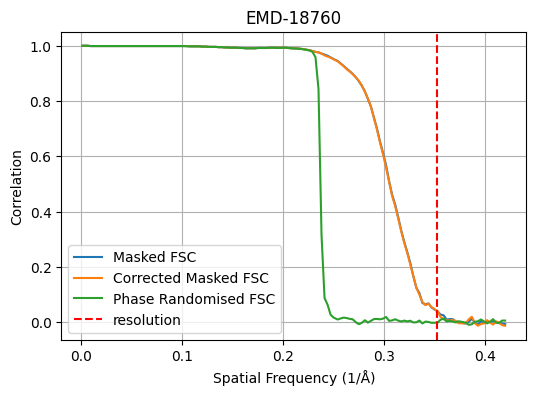 EMD-18760
1.0
0.8
0.6
0.4
0.2
0.0
Correlation
Masked FSC
Corrected Masked FSC
Phase Randomised FSC
resolution
0.0 0.1 0.2 0.3 0.4
Spatial Frequency (1/Å)